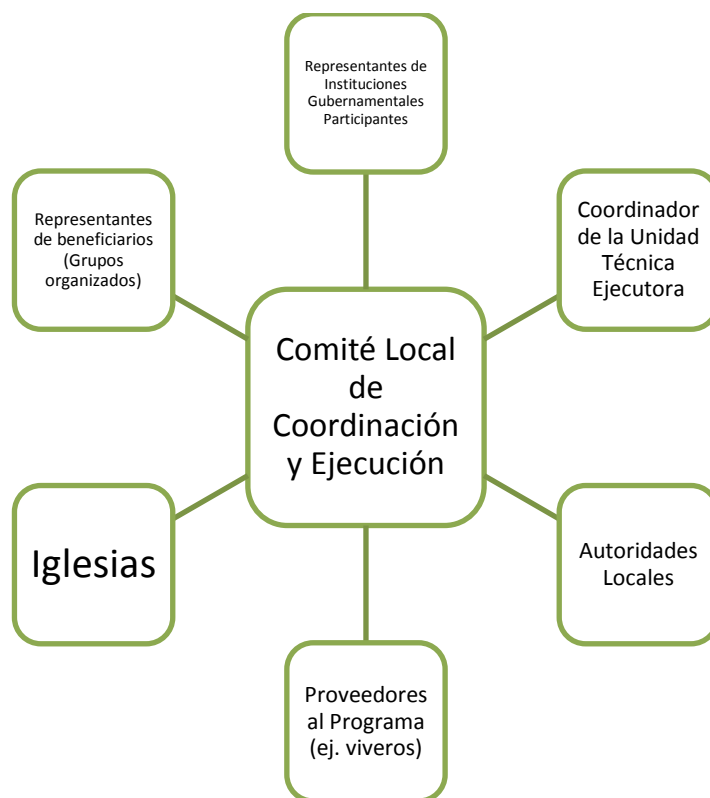 Representantes de
Instituciones
Gubernamentales
Participantes
Representantes
de beneficiarios
(Grupos
organizados)
Coordinador
de la Unidad
Técnica
Ejecutora
Comité Local
de
Coordinación
y Ejecución
Iglesias
Autoridades
Locales
Proveedores
al Programa
(ej. viveros)